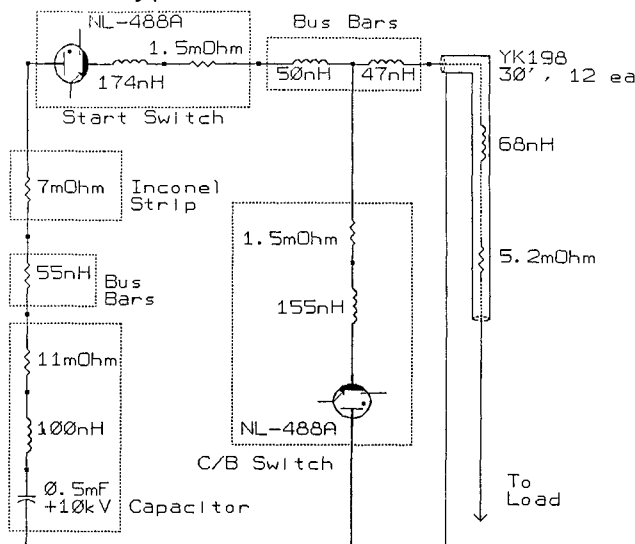 NL-488A
1.5mOhm
174nH
Start Switch
Bus Bars
50nH
47nH
YK198
30', 12 ea
68nH
5.2mOhm
7mOhm
Inconel
Strip
55nH
Bus
Bars
11mOhm
100nH
0.5mF
+10kV
Capacitor
1.5mOhm
155nH
NL-488A
C/B Switch
To
Load